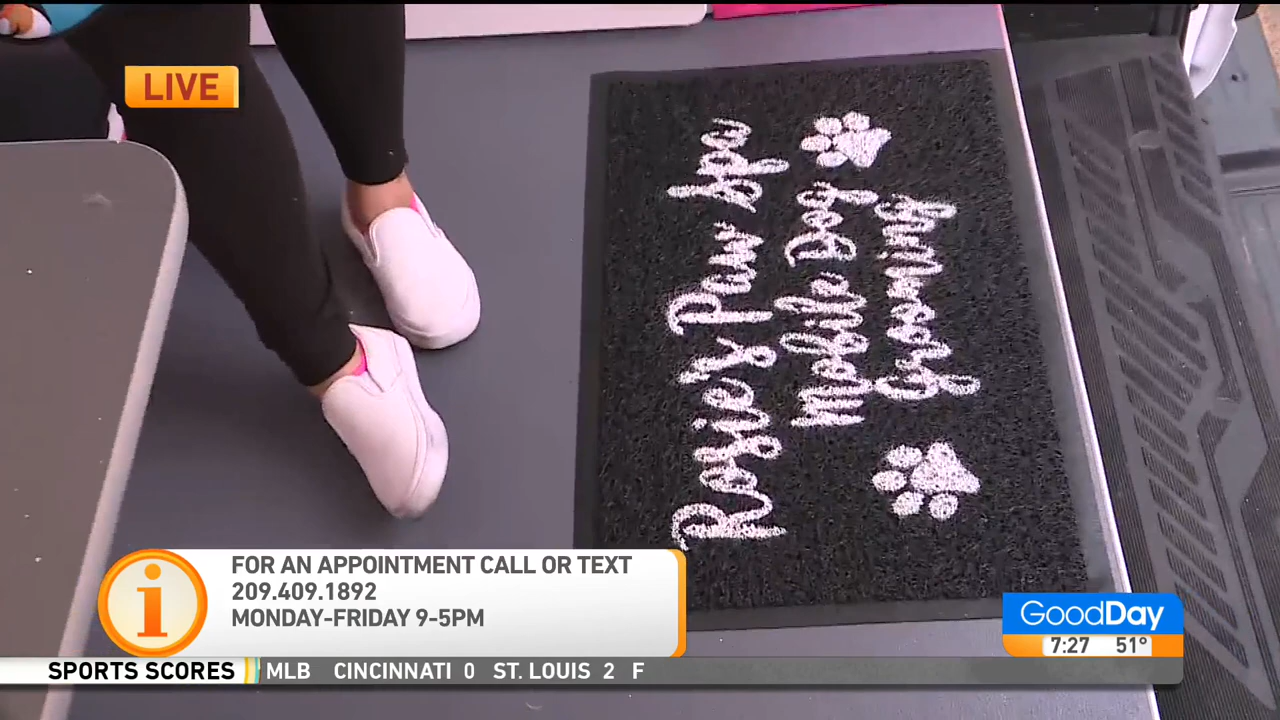 LIVE
Rosie's Paw Spa
Mobile Dog
Grooming
FOR AN APPOINTMENT CALL OR TEXT
209.409.1892
MONDAY-FRIDAY 9-5PM
GoodDay
7:27 51°
SPORTS SCORES MLB CINCINNATI 0 ST. LOUIS 2 F